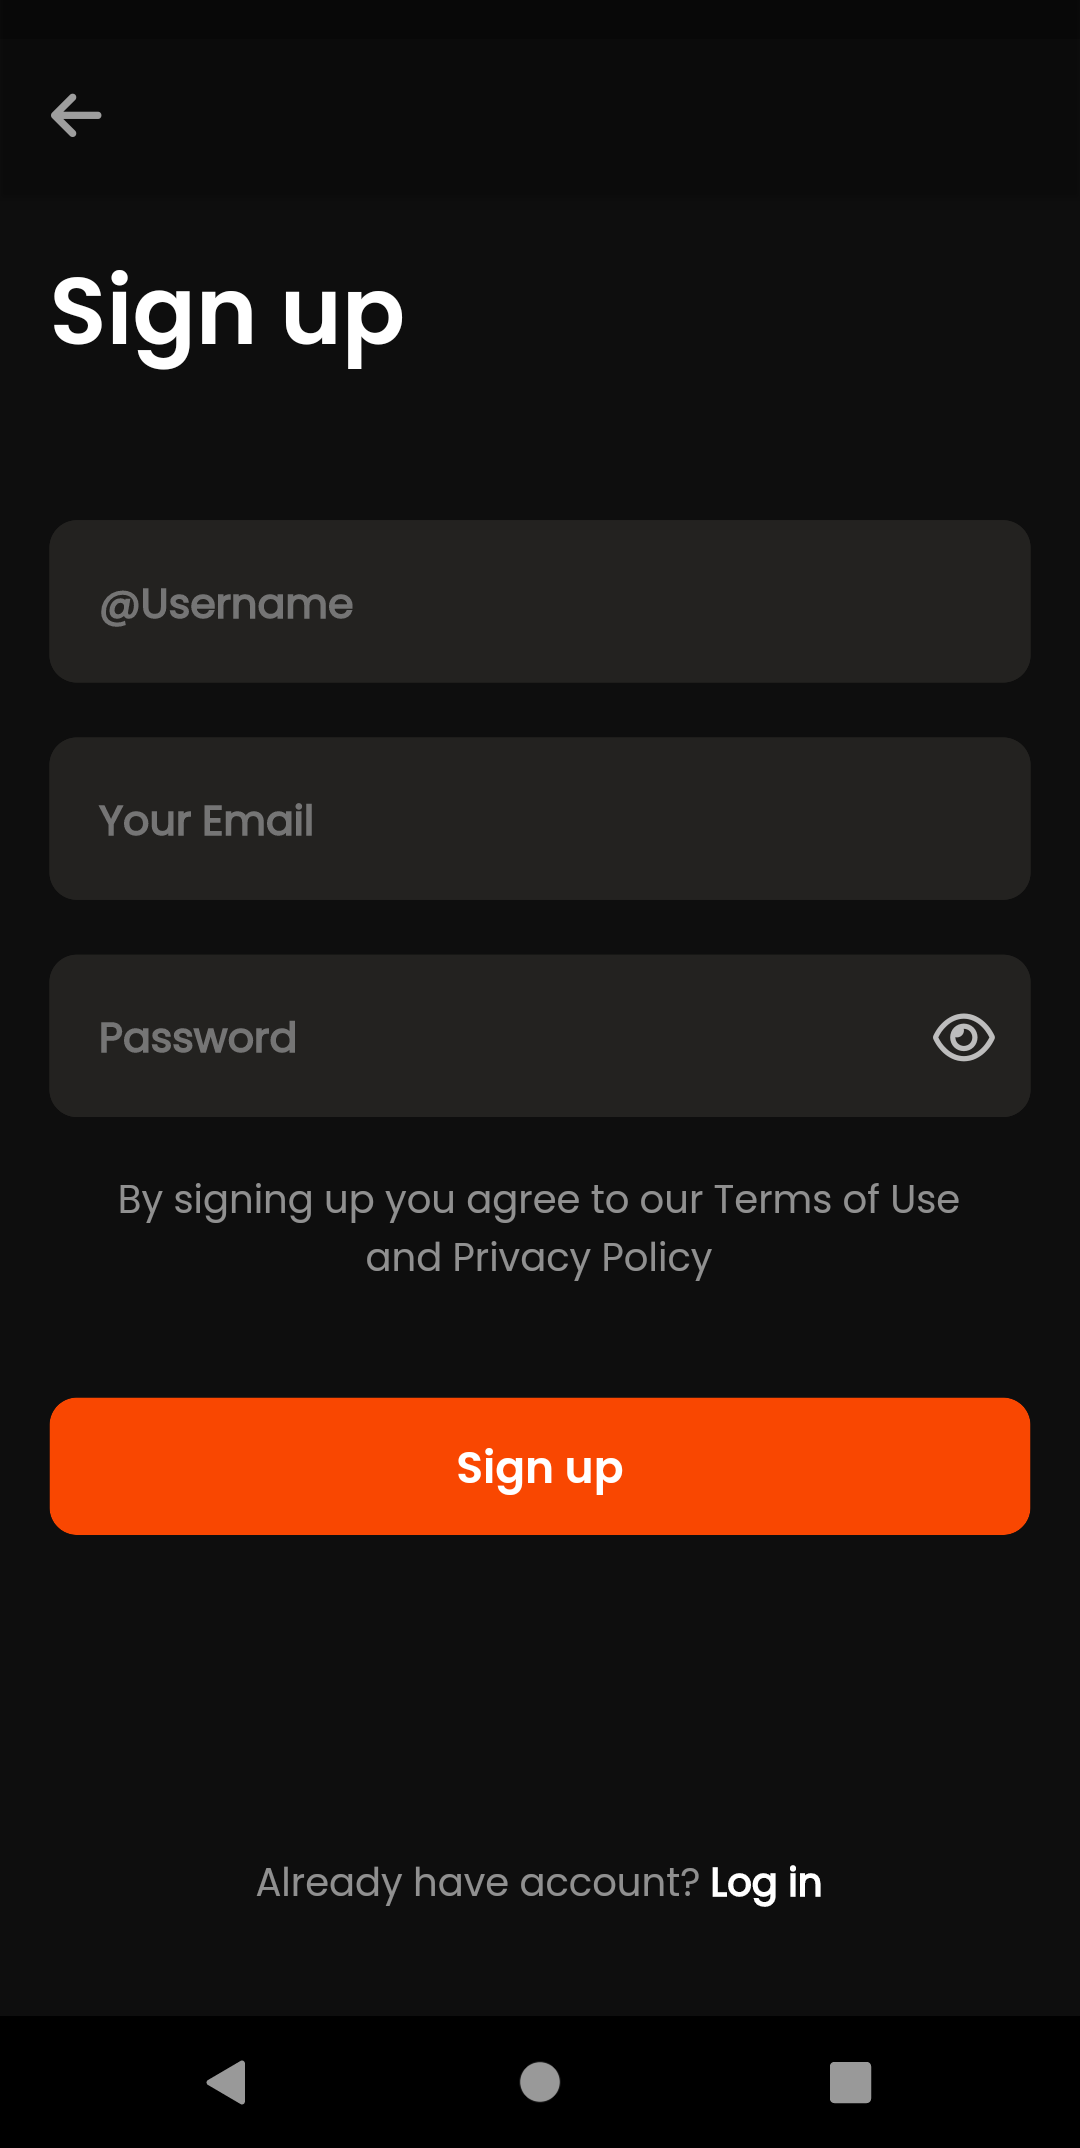 Sign up
@Username
Your Email
Password
By signing up you agree to our Terms of Use
and Privacy Policy
Sign up
Already have account? Log in